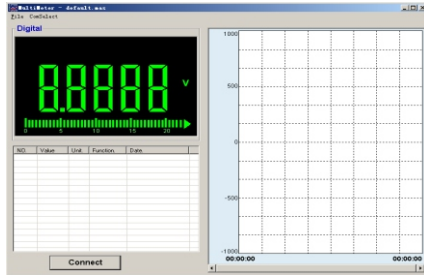 MultiMeter - default.mas
File ComSelect
Digital
8.8888 V
0 5 10 15 20
NO. Value Unit Function. Date.
Connect
1000
500
0
-500
-1000
00:00:00 00:00:00